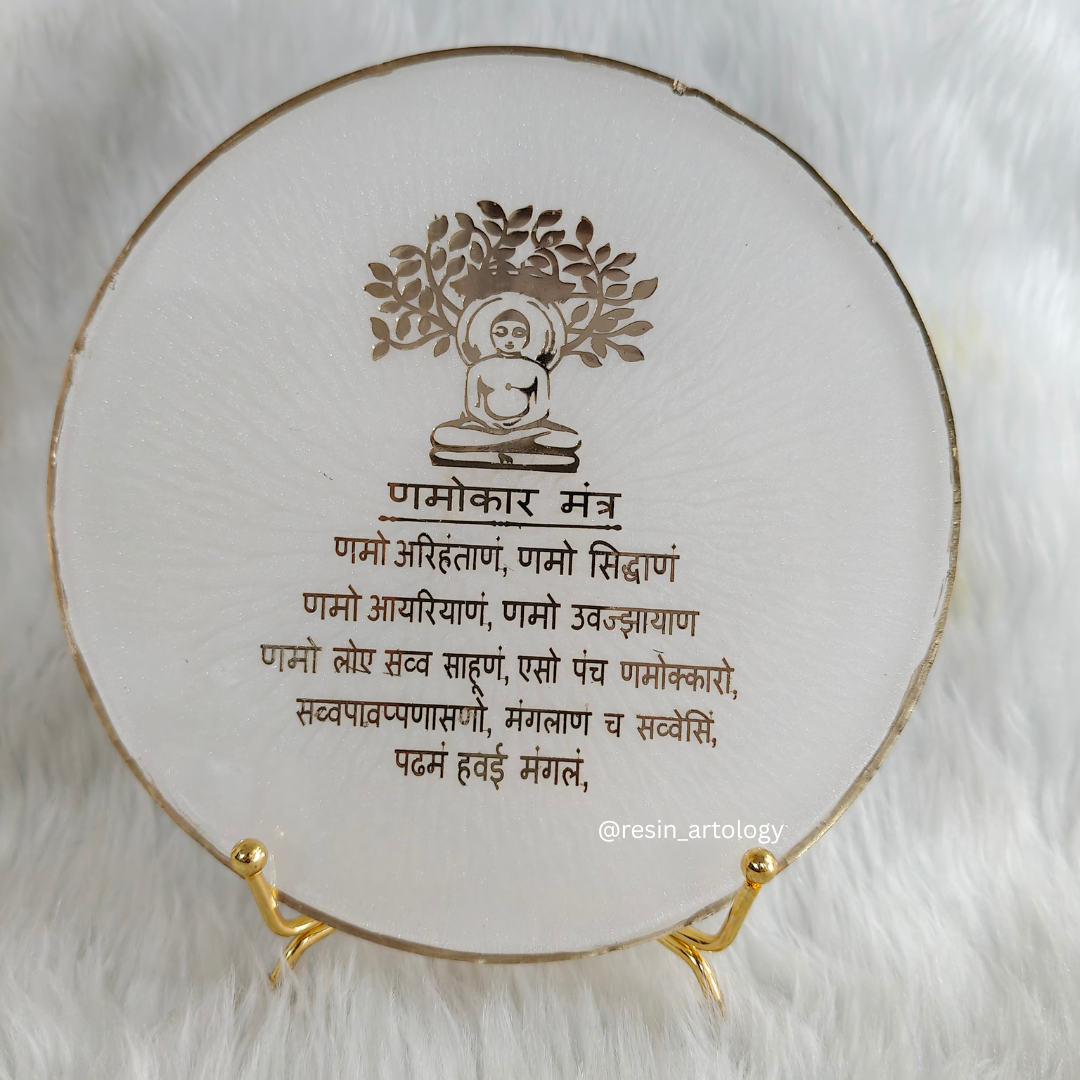 णमोकार मंत्र
णमो अरिहंताणं, णमो सिद्धाणं
णमो आयरियाणं, णमो उवज्झायाण
णमो लोए सव्व साहूणं, एसो पंच णमोक्कारो,
सव्वपावप्पणासणो, मंगलाण च सव्वेसिं,
पढमं हवई मंगलं,
@resin_artology